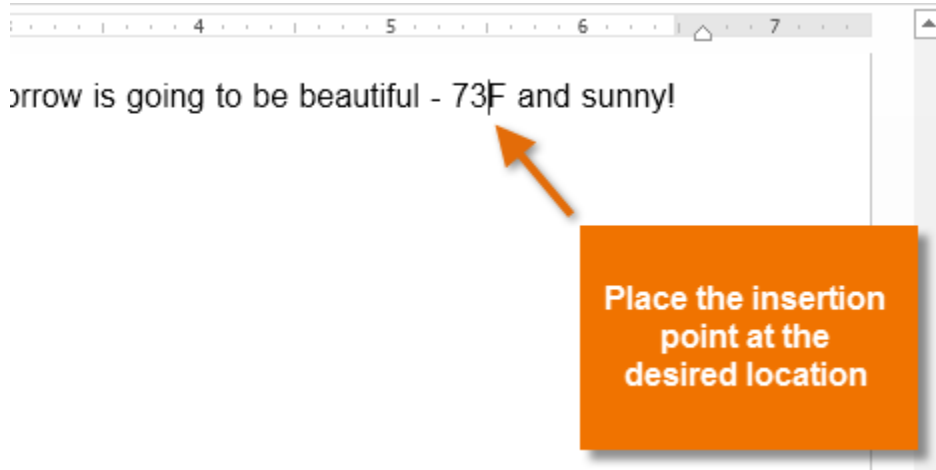 4 5 6 7
orrow is going to be beautiful - 73F and sunny!
Place the insertion
point at the
desired location